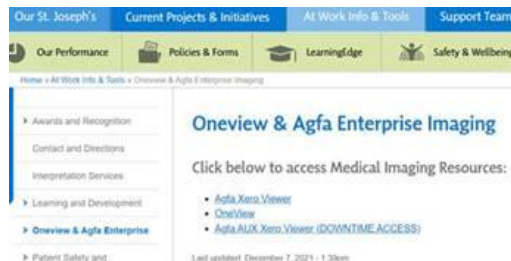 Our St. Joseph's Current Projects & Initiatives At Work Info & Tools Support Team
Our Performance Policies & Forms LearningEdge Safety & Wellbeing
Home » At Work Info & Tools » Oneview & Agfa Enterprise Imaging
Awards and Recognition
Contact and Directions
Interpretation Services
Learning and Development
Oneview & Agfa Enterprise
Patient Safety and
Oneview & Agfa Enterprise Imaging
Click below to access Medical Imaging Resources:
Agfa Xero Viewer
OneView
Agfa AUX Xero Viewer (DOWNTIME ACCESS)
Last updated: December 7, 2021 - 1:30pm